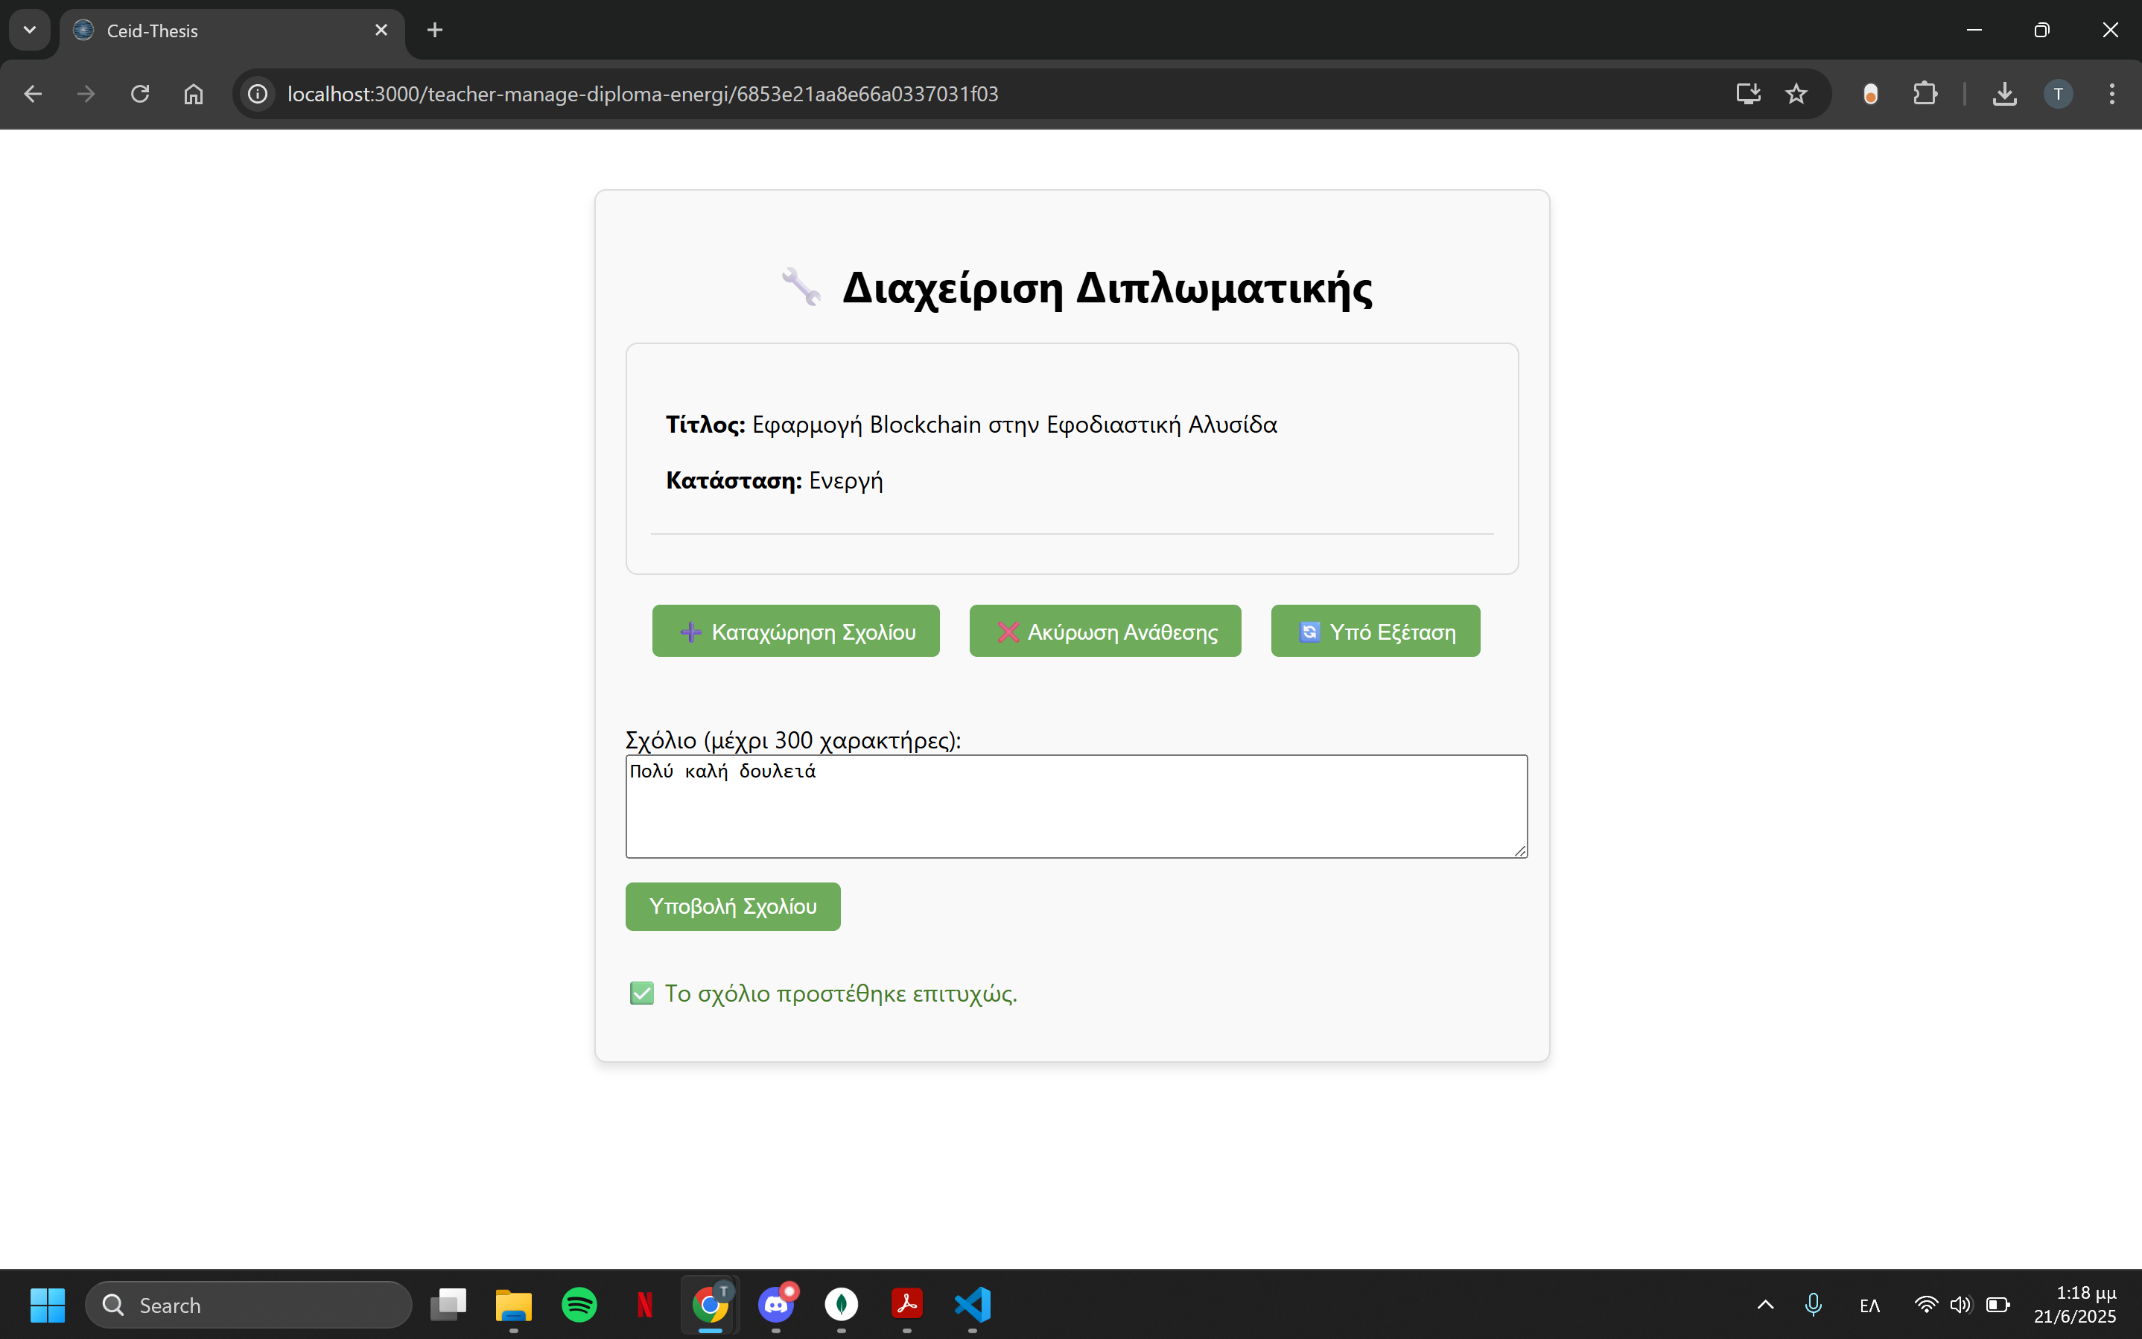 Ceid-Thesis
localhost:3000/teacher-manage-diploma-energi/6853e21aa8e66a0337031f03
T
Διαχείριση Διπλωματικής
Τίτλος: Εφαρμογή Blockchain στην Εφοδιαστική Αλυσίδα
Κατάσταση: Ενεργή
Καταχώρηση Σχολίου
Ακύρωση Ανάθεσης
Υπό Εξέταση
Σχόλιο (μέχρι 300 χαρακτήρες):
Πολύ καλή δουλειά
Υποβολή Σχολίου
Το σχόλιο προστέθηκε επιτυχώς.
Search
N
T
ΕΛ
1:18 μμ
21/6/2025